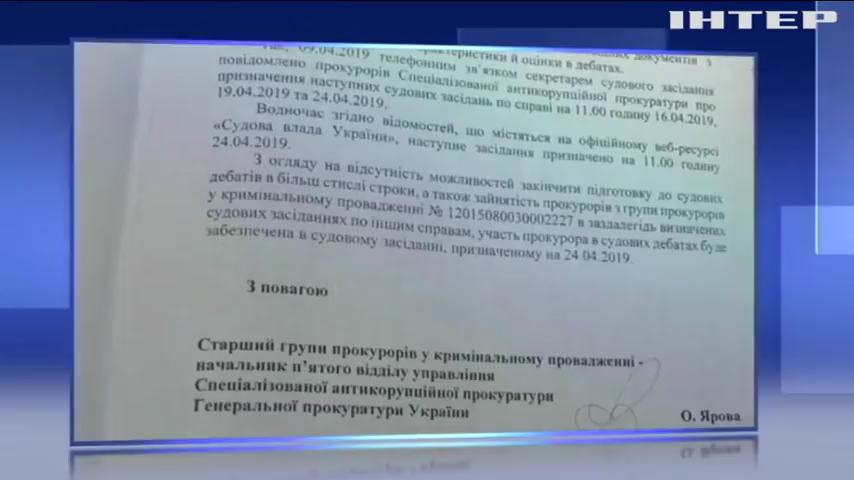 ІНТЕР
Так, 09.04.2019 телефонним зв'язком секретарем судового засідання
повідомлено прокурорів Спеціалізованої антикорупційної прокуратури про
призначення наступних судових засідань по справі на 11.00 годину 16.04.2019,
19.04.2019 та 24.04.2019.
Водночас згідно відомостей, що містяться на офіційному веб-ресурсі
«Судова влада України», наступне засідання призначено на 11.00 годину
24.04.2019.
З огляду на відсутність можливостей закінчити підготовку до судових
дебатів в більш стислі строки, а також зайнятість прокурорів з групи прокурорів
у кримінальному провадженні № 12015080030002227 в заздалегідь визначених
судових засіданнях по іншим справам, участь прокурора в судових дебатах буде
забезпечена в судовому засіданні, призначеному на 24.04.2019.
З повагою
Старший групи прокурорів у кримінальному провадженні -
начальник п'ятого відділу управління
Спеціалізованої антикорупційної прокуратури
Генеральної прокуратури України
О. Ярова